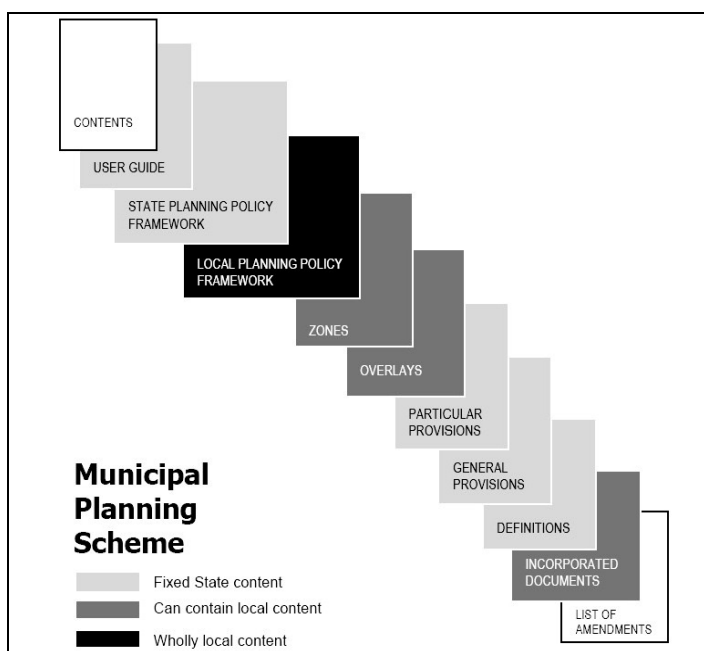 CONTENTS
USER GUIDE
STATE PLANNING POLICY
FRAMEWORK
LOCAL PLANNING POLICY
FRAMEWORK
ZONES
OVERLAYS
PARTICULAR
PROVISIONS
GENERAL
PROVISIONS
DEFINITIONS
INCORPORATED
DOCUMENTS
LIST OF
AMENDMENTS
Municipal
Planning
Scheme
Fixed State content
Can contain local content
Wholly local content